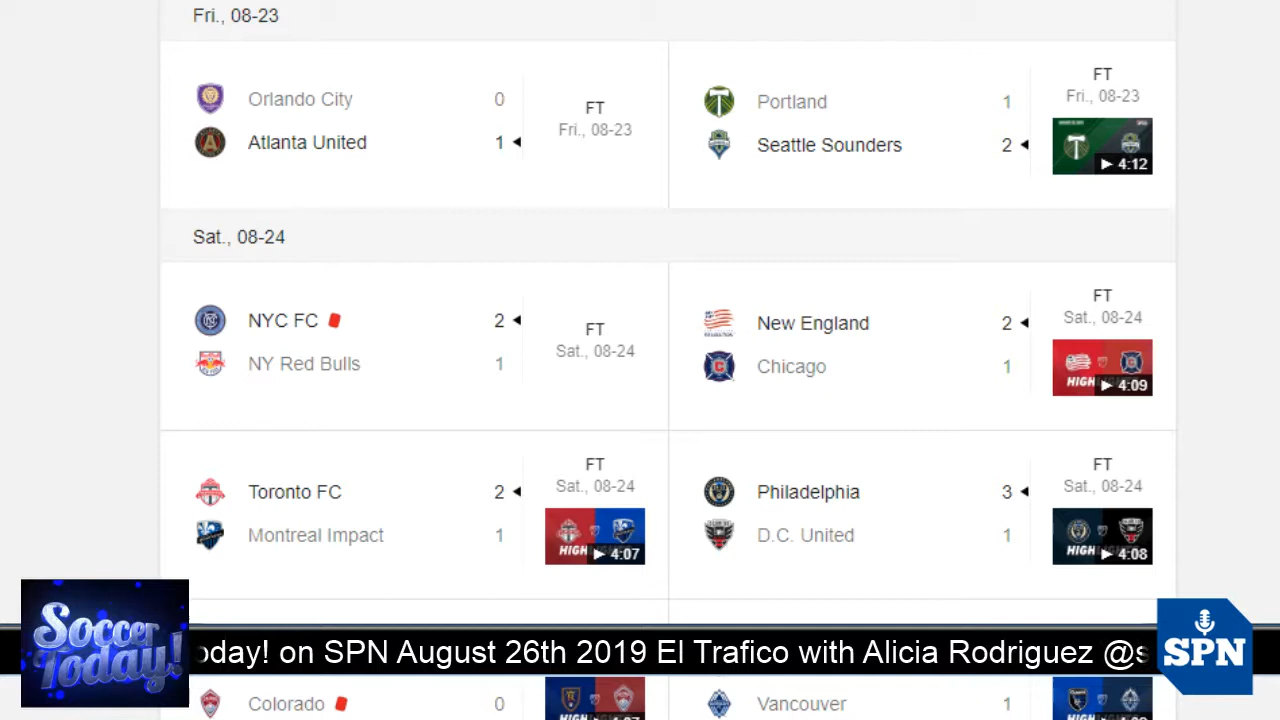 Fri., 08-23
Orlando City 0
Atlanta United 1
FT
Fri., 08-23
Portland 1
Seattle Sounders 2
FT
Fri., 08-23
4:12
Sat., 08-24
NYC FC 2
NY Red Bulls 1
FT
Sat., 08-24
New England 2
Chicago 1
FT
Sat., 08-24
HIGH 4:09
Toronto FC 2
Montreal Impact 1
FT
Sat., 08-24
HIGH 4:07
Philadelphia 3
D.C. United 1
FT
Sat., 08-24
HIGH 4:08
Soccer Today!
oday! on SPN August 26th 2019 El Trafico with Alicia Rodriguez @s
SPN
Colorado 0
Vancouver 1